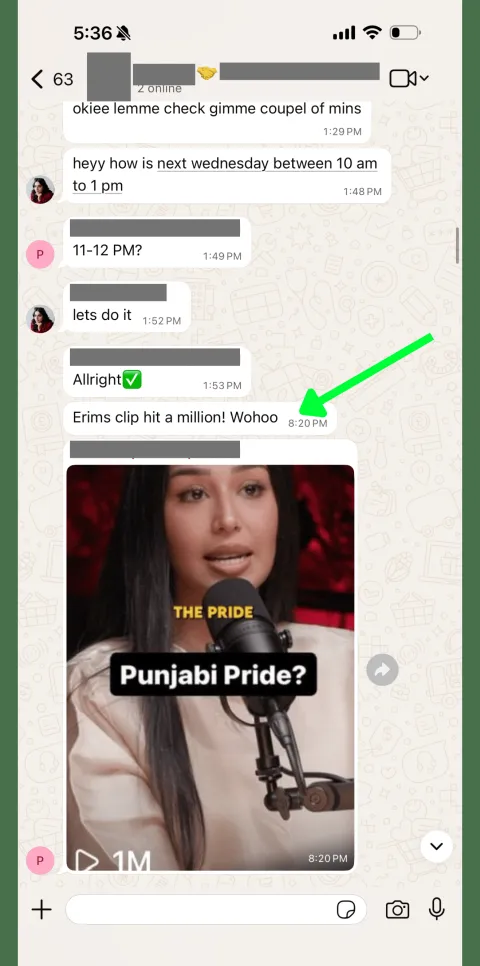 5:36
63
2 online
okiee lemme check gimme coupel of mins
1:29 PM
heyy how is next wednesday between 10 am
to 1 pm
1:48 PM
P
11-12 PM?
1:49 PM
lets do it
1:52 PM
Allright✅
1:53 PM
Erims clip hit a million! Wohoo
8:20 PM
THE PRIDE
Punjabi Pride?
P
1M
8:20 PM